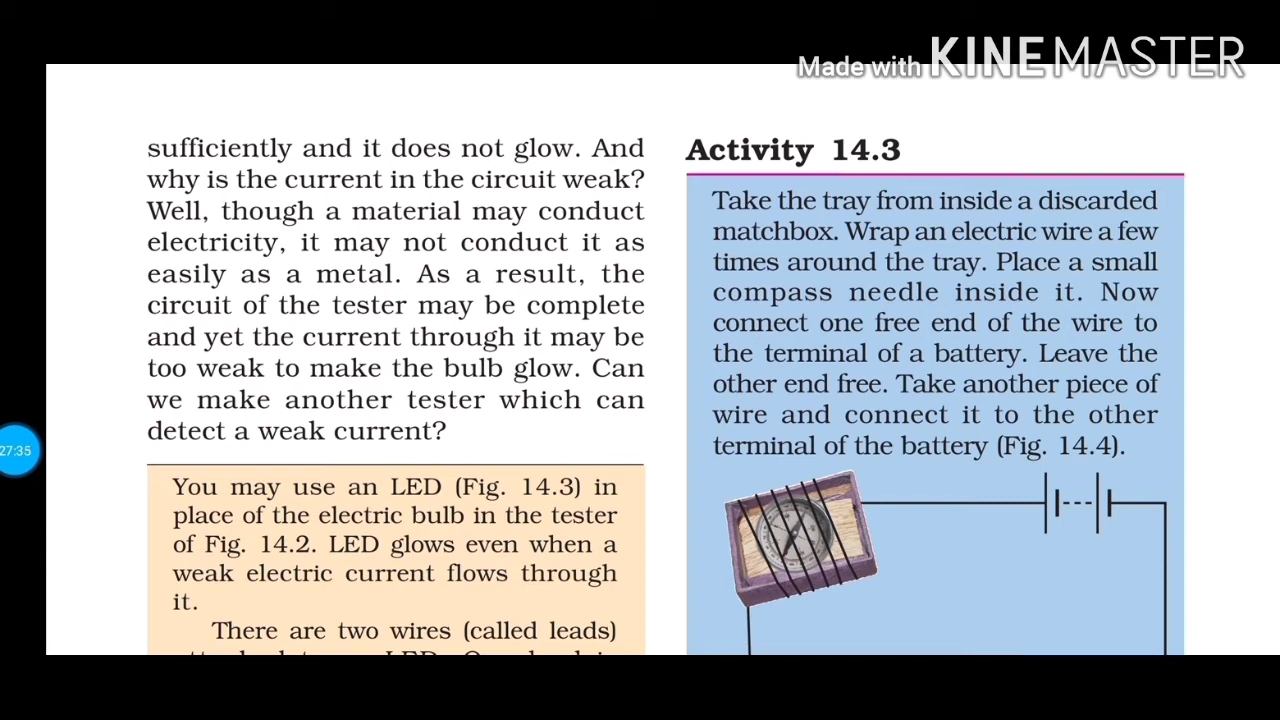 Made with KINEMASTER
sufficiently and it does not glow. And
why is the current in the circuit weak?
Well, though a material may conduct
electricity, it may not conduct it as
easily as a metal. As a result, the
circuit of the tester may be complete
and yet the current through it may be
too weak to make the bulb glow. Can
we make another tester which can
detect a weak current?
You may use an LED (Fig. 14.3) in
place of the electric bulb in the tester
of Fig. 14.2. LED glows even when a
weak electric current flows through
it.
There are two wires (called leads)
Activity 14.3
Take the tray from inside a discarded
matchbox. Wrap an electric wire a few
times around the tray. Place a small
compass needle inside it. Now
connect one free end of the wire to
the terminal of a battery. Leave the
other end free. Take another piece of
wire and connect it to the other
terminal of the battery (Fig. 14.4).
27:35